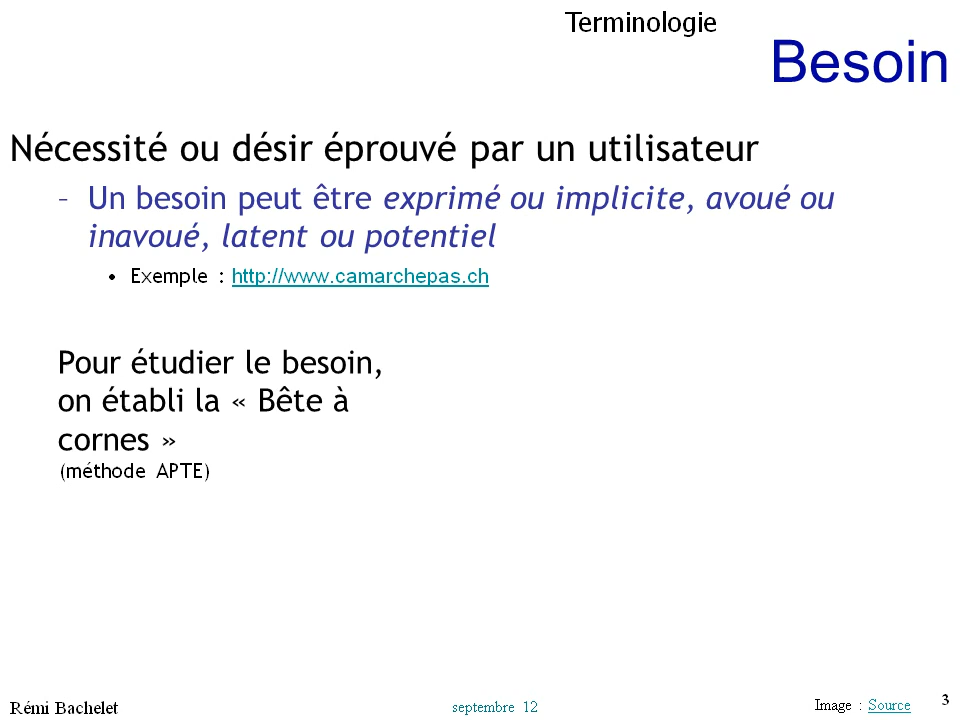 Terminologie
Besoin
Nécessité ou désir éprouvé par un utilisateur
– Un besoin peut être exprimé ou implicite, avoué ou
inavoué, latent ou potentiel
• Exemple : http://www.camarchepas.ch
Pour étudier le besoin,
on établi la « Bête à
cornes »
(méthode APTE)
Rémi Bachelet
septembre 12
Image : Source
3